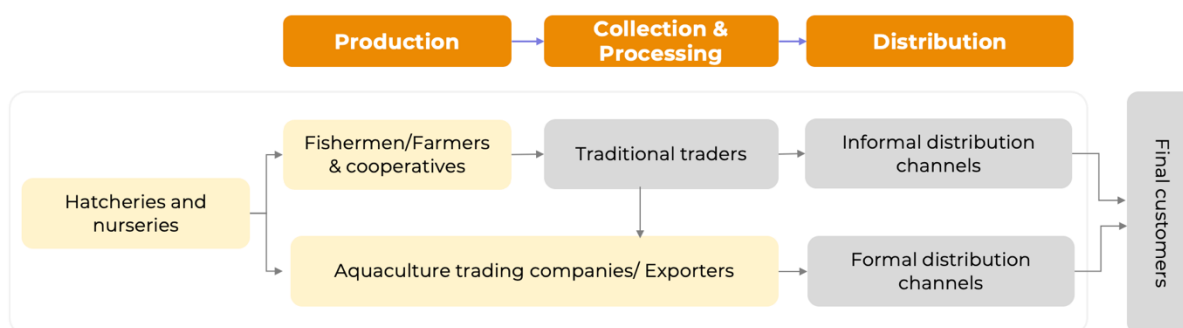 Production
Collection &
Processing
Distribution
Fishermen/Farmers
& cooperatives
Traditional traders
Informal distribution
channels
Hatcheries and
nurseries
Aquaculture trading companies/ Exporters
Formal distribution
channels
Final customers